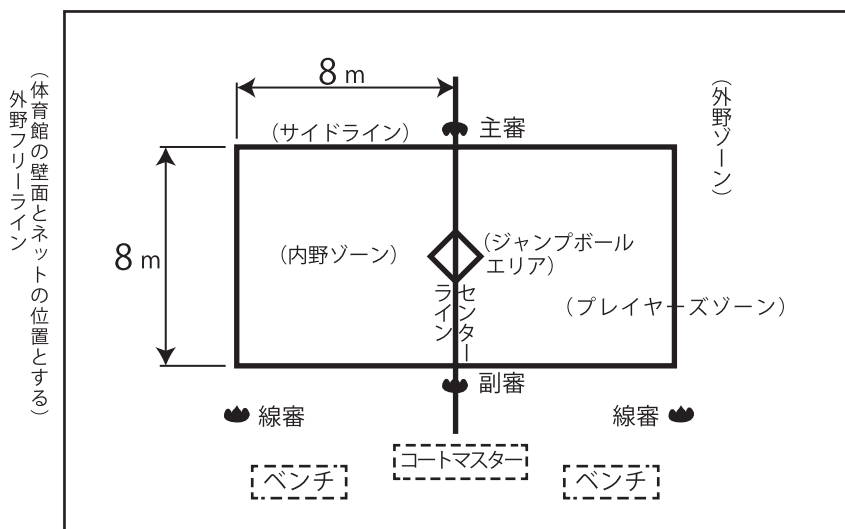 8 m
(サイドライン)
主審
(外野ゾーン)
(体育館の壁面とネットの位置とする)
外野フリーライン
8 m
(内野ゾーン)
(ジャンプボール
エリア)
センター
ライン
(プレイヤーズゾーン)
副審
線審
線審
コートマスター
ベンチ
ベンチ